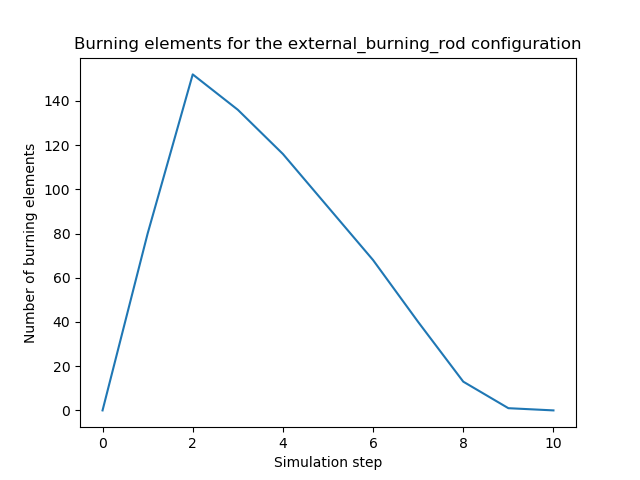 Burning elements for the external_burning_rod configuration
Number of burning elements
140
120
100
80
60
40
20
0
0 2 4 6 8 10
Simulation step